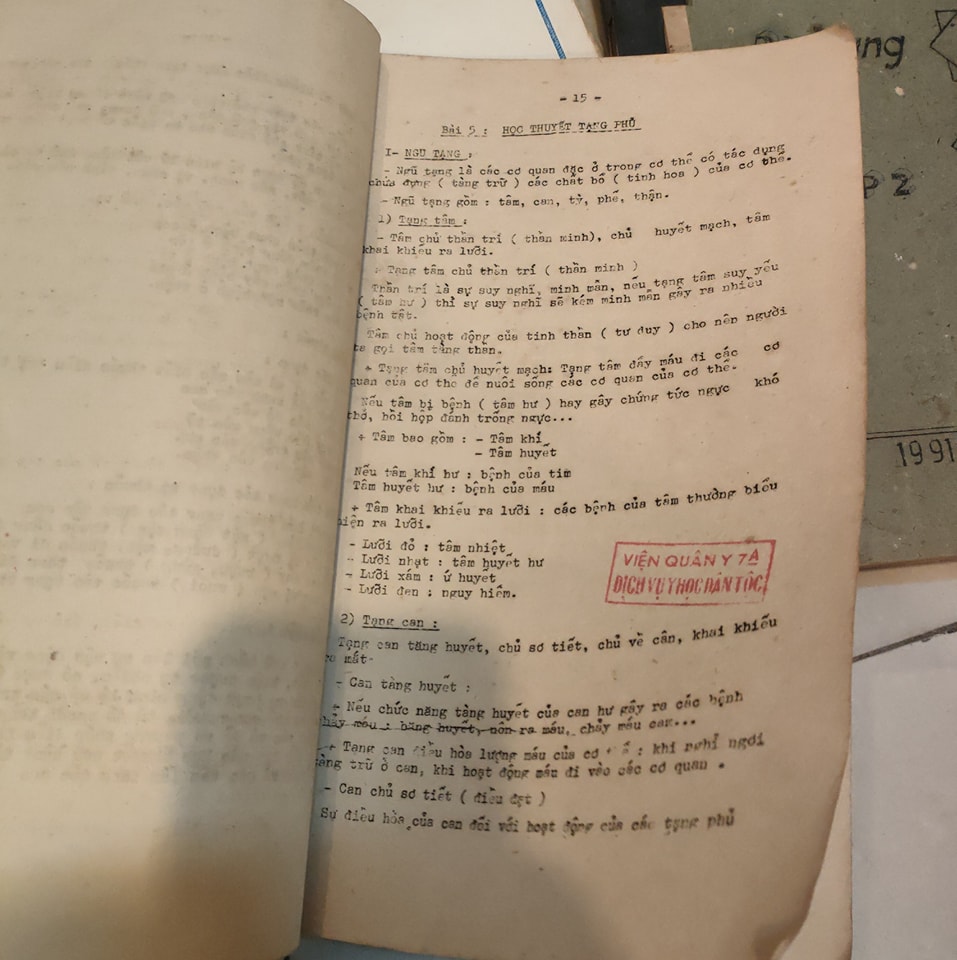 - 15 -
Bài 5 : HỌC THUYẾT TẠNG PHỦ
I- NGŨ TẠNG :
- Ngũ tạng là các cơ quan đặc ở trong cơ thể có tác dụng
chứa đựng ( tàng trữ ) các chất bổ ( tinh hoa ) của cơ thể.
- Ngũ tạng gồm : tâm, can, tỳ, phế, thận.
1) Tạng tâm :
- Tâm chủ thần trí ( thần minh), chủ huyết mạch, tâm
khai khiếu ra lưỡi.
+ Tạng tâm chủ thần trí ( thần minh )
Thần trí là sự suy nghĩ, minh mẫn, nếu tạng tâm suy yếu
( tâm hư ) thì sự suy nghĩ sẽ kém minh mẫn gây ra nhiều
bệnh tật.
Tâm chủ hoạt động của tinh thần ( tư duy ) cho nên người
ta gọi tâm tàng thần.
+ Tạng tâm chủ huyết mạch: Tạng tâm đẩy máu đi các cơ
quan của cơ thể để nuôi sống các cơ quan của cơ thể.
Nếu tâm bị bệnh ( tâm hư ) hay gây chứng tức ngực khó
thở, hồi hộp đánh trống ngực...
+ Tâm bao gồm : - Tâm khí
- Tâm huyết
Nếu tâm khí hư : bệnh của tim
Tâm huyết hư : bệnh của máu
+ Tâm khai khiếu ra lưỡi : các bệnh của tâm thường biểu
hiện ra lưỡi.
- Lưỡi đỏ : tâm nhiệt
- Lưỡi nhạt : tâm huyết hư
- Lưỡi xám : ứ huyết
- Lưỡi đen : nguy hiểm.
VIỆN QUÂN Y 7A
DỊCH VỤ Y HỌC DÂN TỘC
2) Tạng can :
Tạng can tăng huyết, chủ sơ tiết, chủ về cân, khai khiếu
ra mắt-
- Can tàng huyết :
+ Nếu chức năng tàng huyết của can hư gây ra các bệnh
chảy máu : băng huyết, nôn ra máu, chảy máu cam...
+ Tạng can điều hòa lượng máu của cơ thể : khi nghỉ ngơi
tàng trữ ở can, khi hoạt động máu đi vào các cơ quan .
- Can chủ sơ tiết ( điều đạt )
Sự điều hòa của can đối với hoạt động của các tạng phủ
2
1991